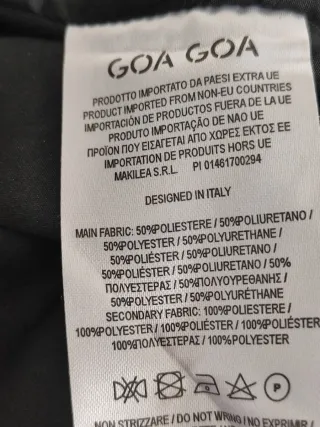 GOA GOA
PRODOTTO IMPORTATO DA PAESI EXTRA UE
PRODUCT IMPORTED FROM NON-EU COUNTRIES
IMPORTACIÓN DE PRODUCTOS FUERA DE LA UE
PRODUTO IMPORTAÇÃO DE NAO UE
ΠΡΟΪΟΝ ΠΟΥ ΕΙΣΑΓΕΤΑΙ ΑΠΟ ΧΩΡΕΣ ΕΚΤΟΣ ΕΕ
IMPORTATION DE PRODUITS HORS UE
MAKILEA S.R.L. PI 01461700294
DESIGNED IN ITALY
MAIN FABRIC: 50%POLIESTERE / 50%POLIURETANO /
50%POLYESTER / 50%POLYURETHANE /
50%POLIÉSTER / 50%POLIURETANO /
50%POLIÉSTER / 50%POLIURETANO / 50%
ΠΟΛΥΕΣΤΕΡΑΣ / 50%ΠΟΛΥΟΥΡΕΘΑΝΗΣ /
50%POLYESTER / 50%POLYURÉTHANE
SECONDARY FABRIC: 100%POLIESTERE /
100%POLYESTER / 100%POLIÉSTER / 100%POLIÉSTER
100%ΠΟΛΥΕΣΤΕΡΑΣ / 100%POLYESTER
P
NON STRIZZARE / DO NOT WRING / NO EXPRIMIR /